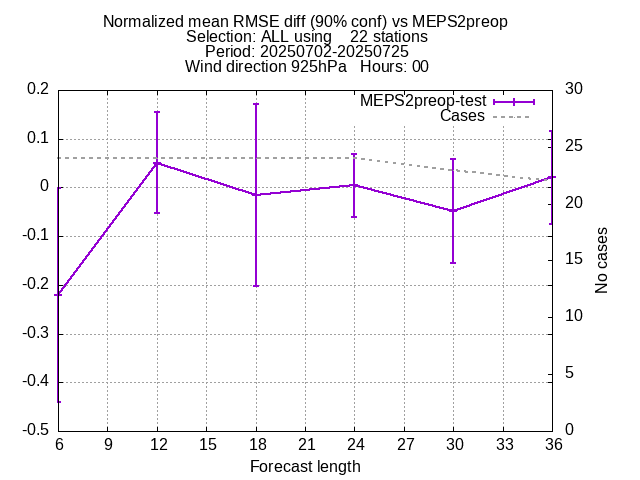 Normalized mean RMSE diff (90% conf) vs MEPS2preop
Selection: ALL using    22 stations
Period: 20250702-20250725
Wind direction 925hPa   Hours: 00
MEPS2preop-test
Cases
0.2
0.1
0
-0.1
-0.2
-0.3
-0.4
-0.5
30
25
20
15
10
5
0
No cases
6 9 12 15 18 21 24 27 30 33 36
Forecast length